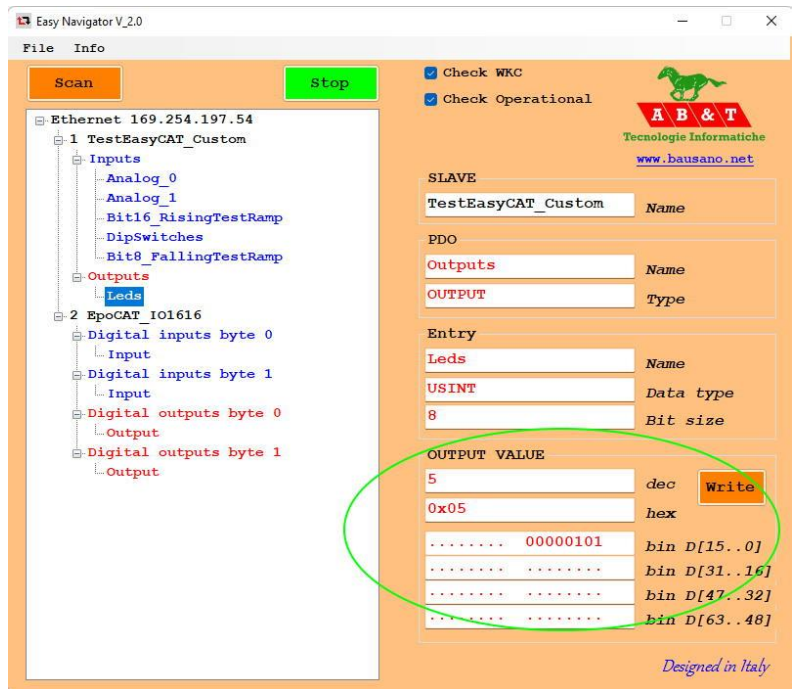 Easy Navigator V_2.0
File Info
Scan
Stop
Ethernet 169.254.197.54
1 TestEasyCAT_Custom
Inputs
Analog_0
Analog_1
Bit16_RisingTestRamp
DipSwitches
Bit8_FallingTestRamp
Outputs
Leds
2 EpoCAT_IO1616
Digital inputs byte 0
Input
Digital inputs byte 1
Input
Digital outputs byte 0
Output
Digital outputs byte 1
Output
Check WKC
Check Operational
AB&T
Tecnologie Informatiche
www.bausano.net
SLAVE
TestEasyCAT_Custom Name
PDO
Outputs Name
OUTPUT Type
Entry
Leds Name
USINT Data type
8 Bit size
OUTPUT VALUE
5 dec Write
0x05 hex
........ 00000101 bin D[15..0]
........ ........ bin D[31..16]
........ ........ bin D[47..32]
........ ........ bin D[63..48]
Designed in Italy